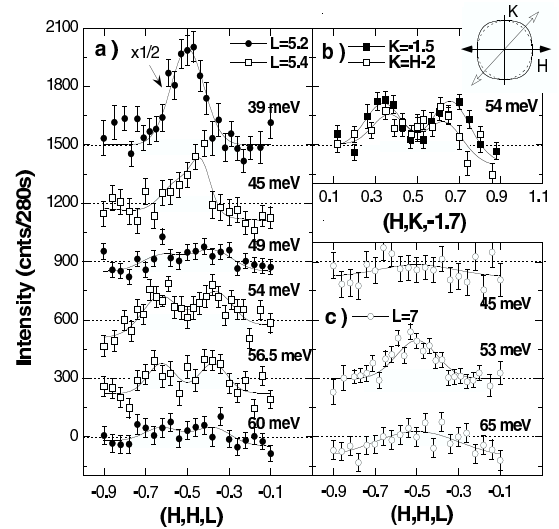 a)
L=5.2
L=5.4
x1/2
39 meV
45 meV
49 meV
54 meV
56.5 meV
60 meV
2100
1800
1500
1200
900
600
300
0
Intensity (cnts/280s)
-0.9 -0.7 -0.5 -0.3 -0.1
(H,H,L)
b)
K=-1.5
K=H-2
K
H
54 meV
0.1 0.3 0.5 0.7 0.9 1.1
(H,K,-1.7)
45 meV
c) L=7
53 meV
65 meV
-0.9 -0.7 -0.5 -0.3 -0.1
(H,H,L)